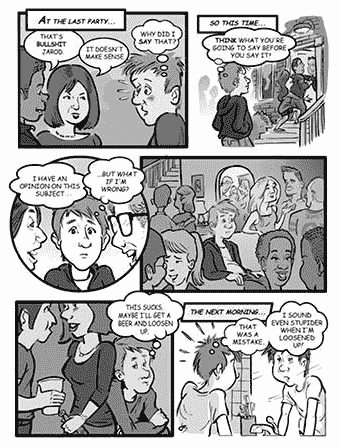 AT THE LAST PARTY...
THAT'S
BULLSHIT
JAROD.
IT DOESN'T
MAKE SENSE
WHY DID I
SAY THAT?
SO THIS TIME...
THINK WHAT YOU'RE
GOING TO SAY BEFORE
YOU SAY IT!
I HAVE AN
OPINION ON THIS
SUBJECT...
...BUT WHAT
IF I'M
WRONG?
THIS SUCKS.
MAYBE I'LL GET A
BEER AND LOOSEN
UP.
THE NEXT MORNING...
THAT WAS A
MISTAKE.
I SOUND
EVEN STUPIDER
WHEN I'M
LOOSENED
UP!